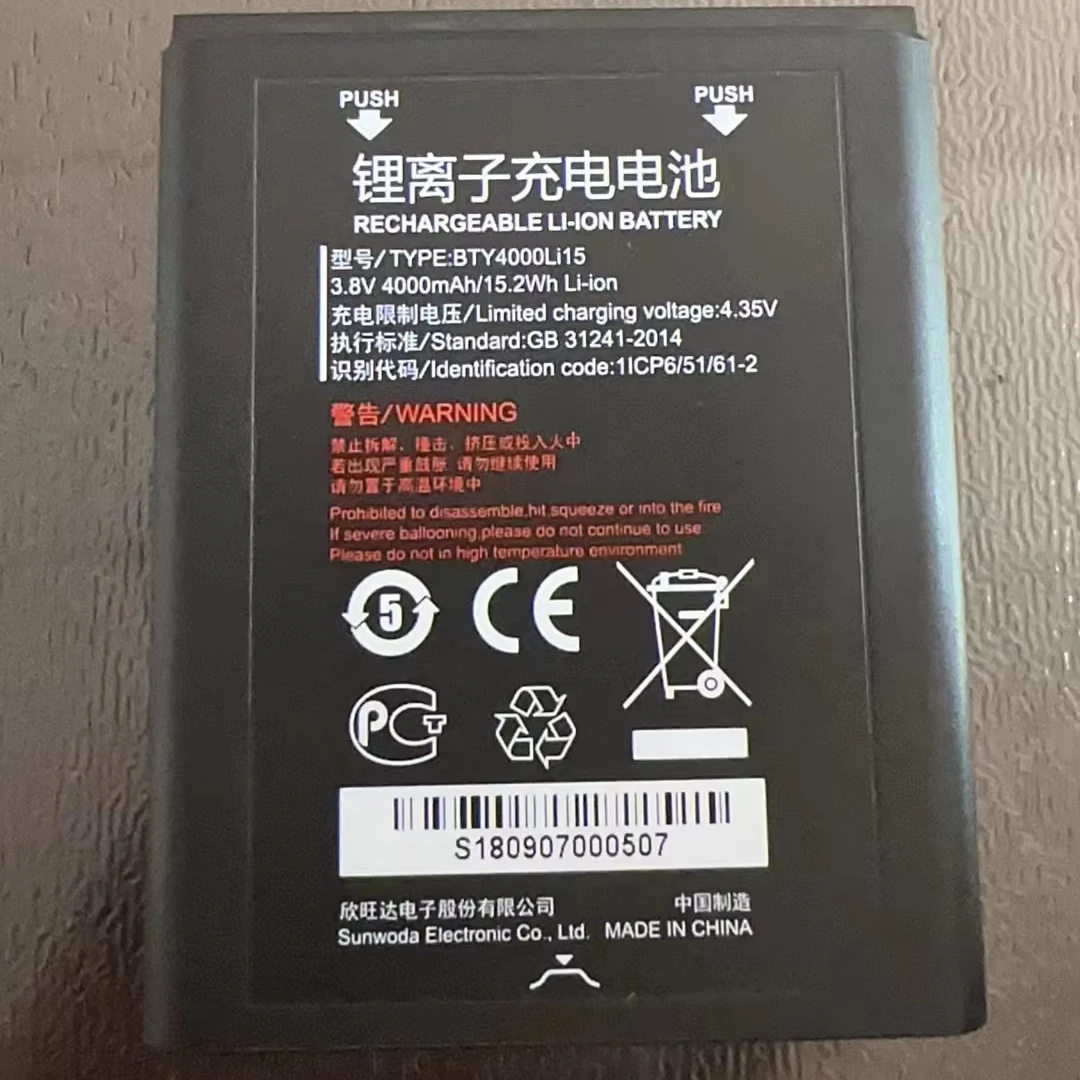 PUSH PUSH
锂离子充电电池
RECHARGEABLE LI-ION BATTERY
型号/TYPE:BTY4000Li15
3.8V 4000mAh/15.2Wh Li-ion
充电限制电压/Limited charging voltage:4.35V
执行标准/Standard:GB 31241-2014
识别代码/Identification code:1ICP6/51/61-2
警告/WARNING
禁止拆解、撞击、挤压或投入火中
若出现严重鼓胀 请勿继续使用
请勿置于高温环境中
Prohibited to disassemble,hit,squeeze or into the fire
If severe ballooning,please do not continue to use
Please do not in high temperature environment
5 CE
PCT
S180907000507
欣旺达电子股份有限公司 中国制造
Sunwoda Electronic Co., Ltd. MADE IN CHINA